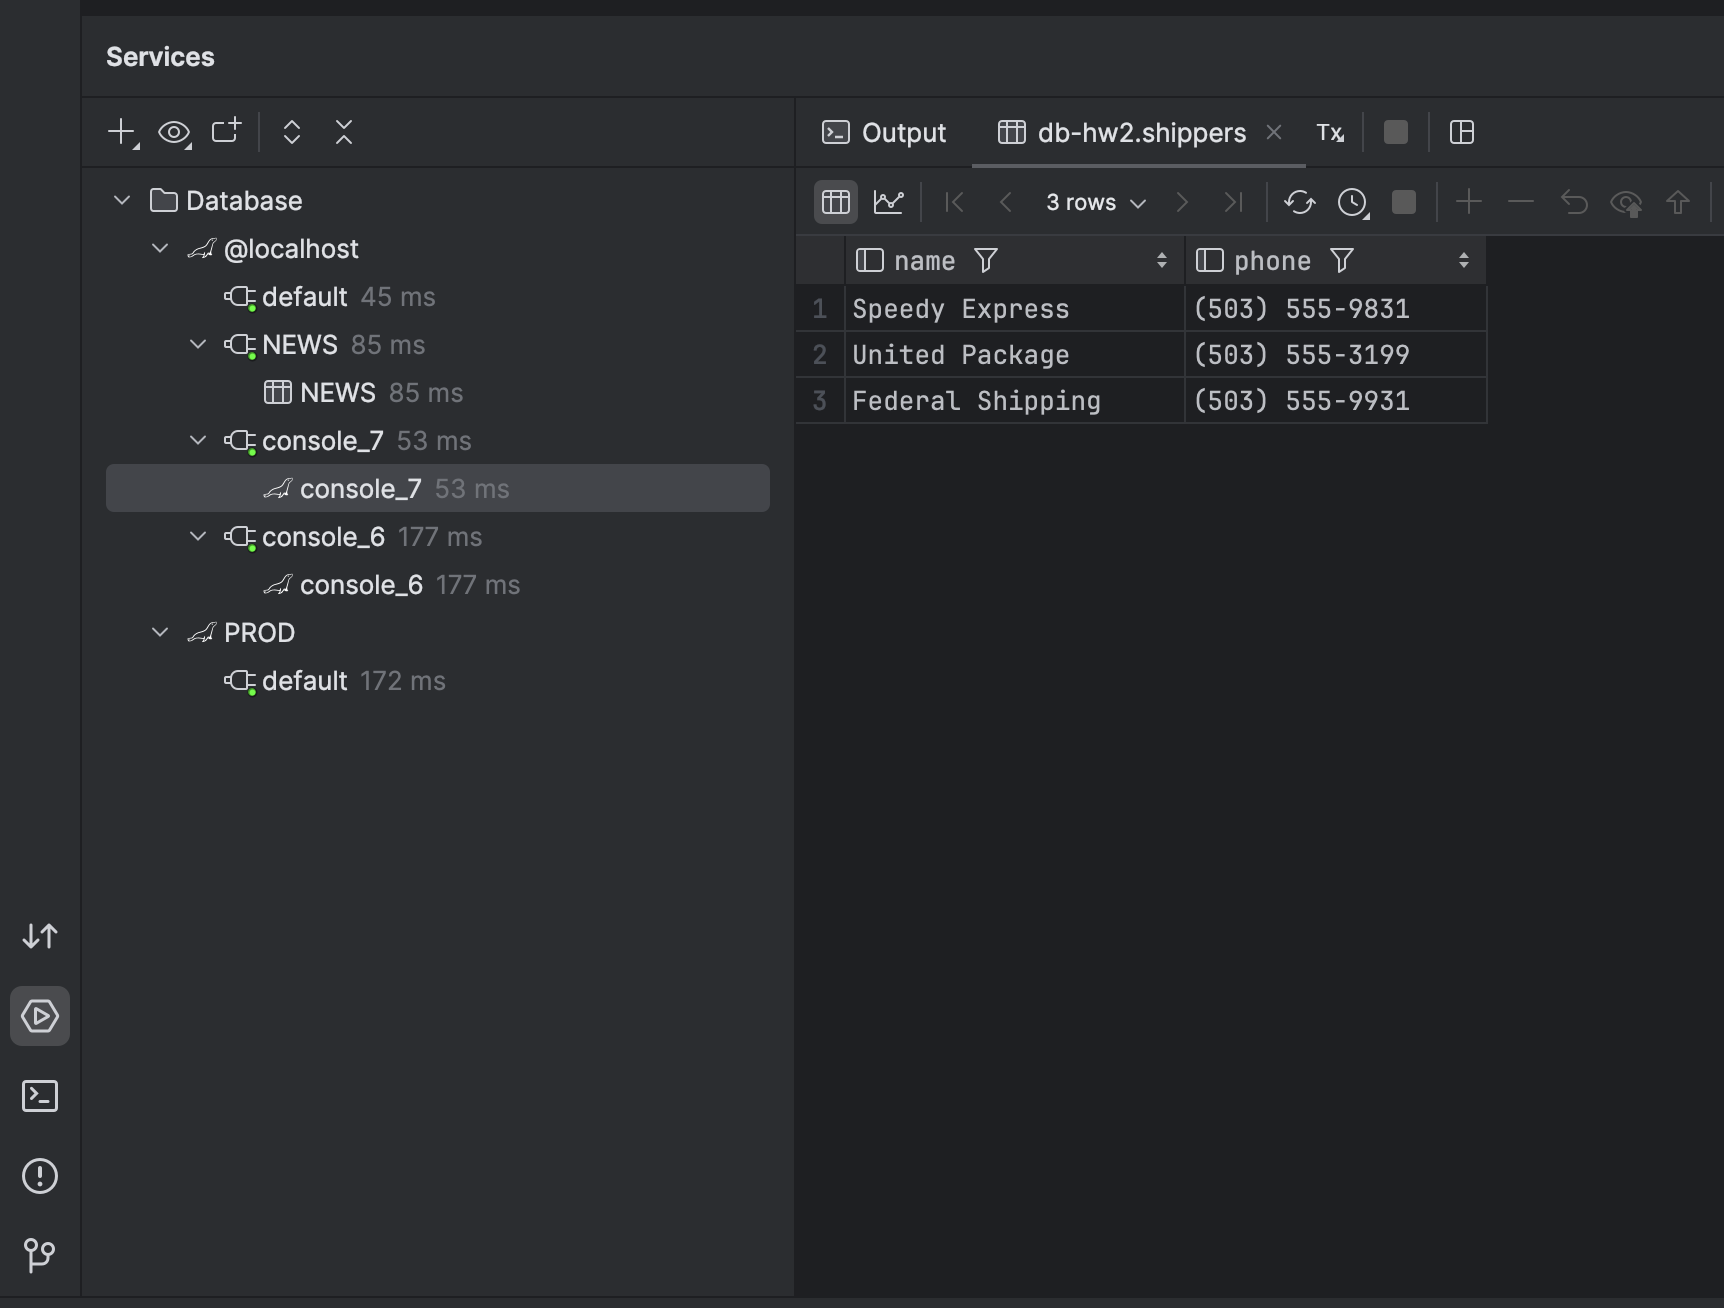 Services
Output
db-hw2.shippers
Tx
Database
@localhost
default 45 ms
NEWS 85 ms
NEWS 85 ms
console_7 53 ms
console_7 53 ms
console_6 177 ms
console_6 177 ms
PROD
default 172 ms
3 rows
name phone
1 Speedy Express (503) 555-9831
2 United Package (503) 555-3199
3 Federal Shipping (503) 555-9931